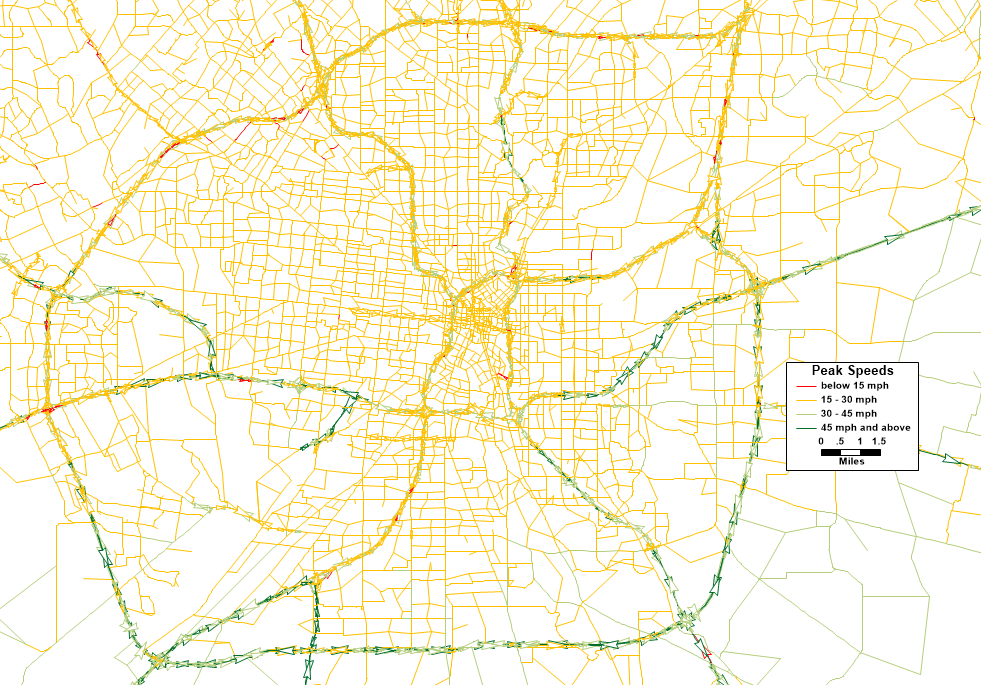 Peak Speeds
below 15 mph
15 - 30 mph
30 - 45 mph
45 mph and above
0 .5 1 1.5
Miles